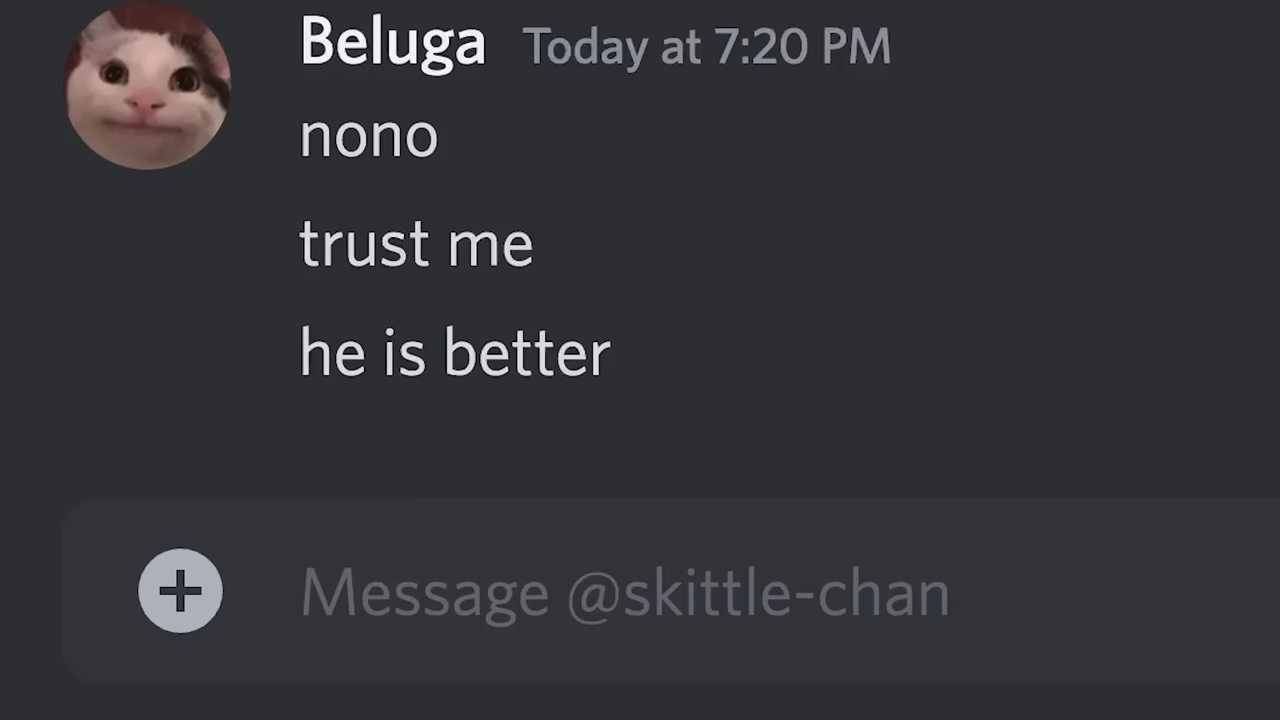 Beluga Today at 7:20 PM
nono
trust me
he is better
Message @skittle-chan